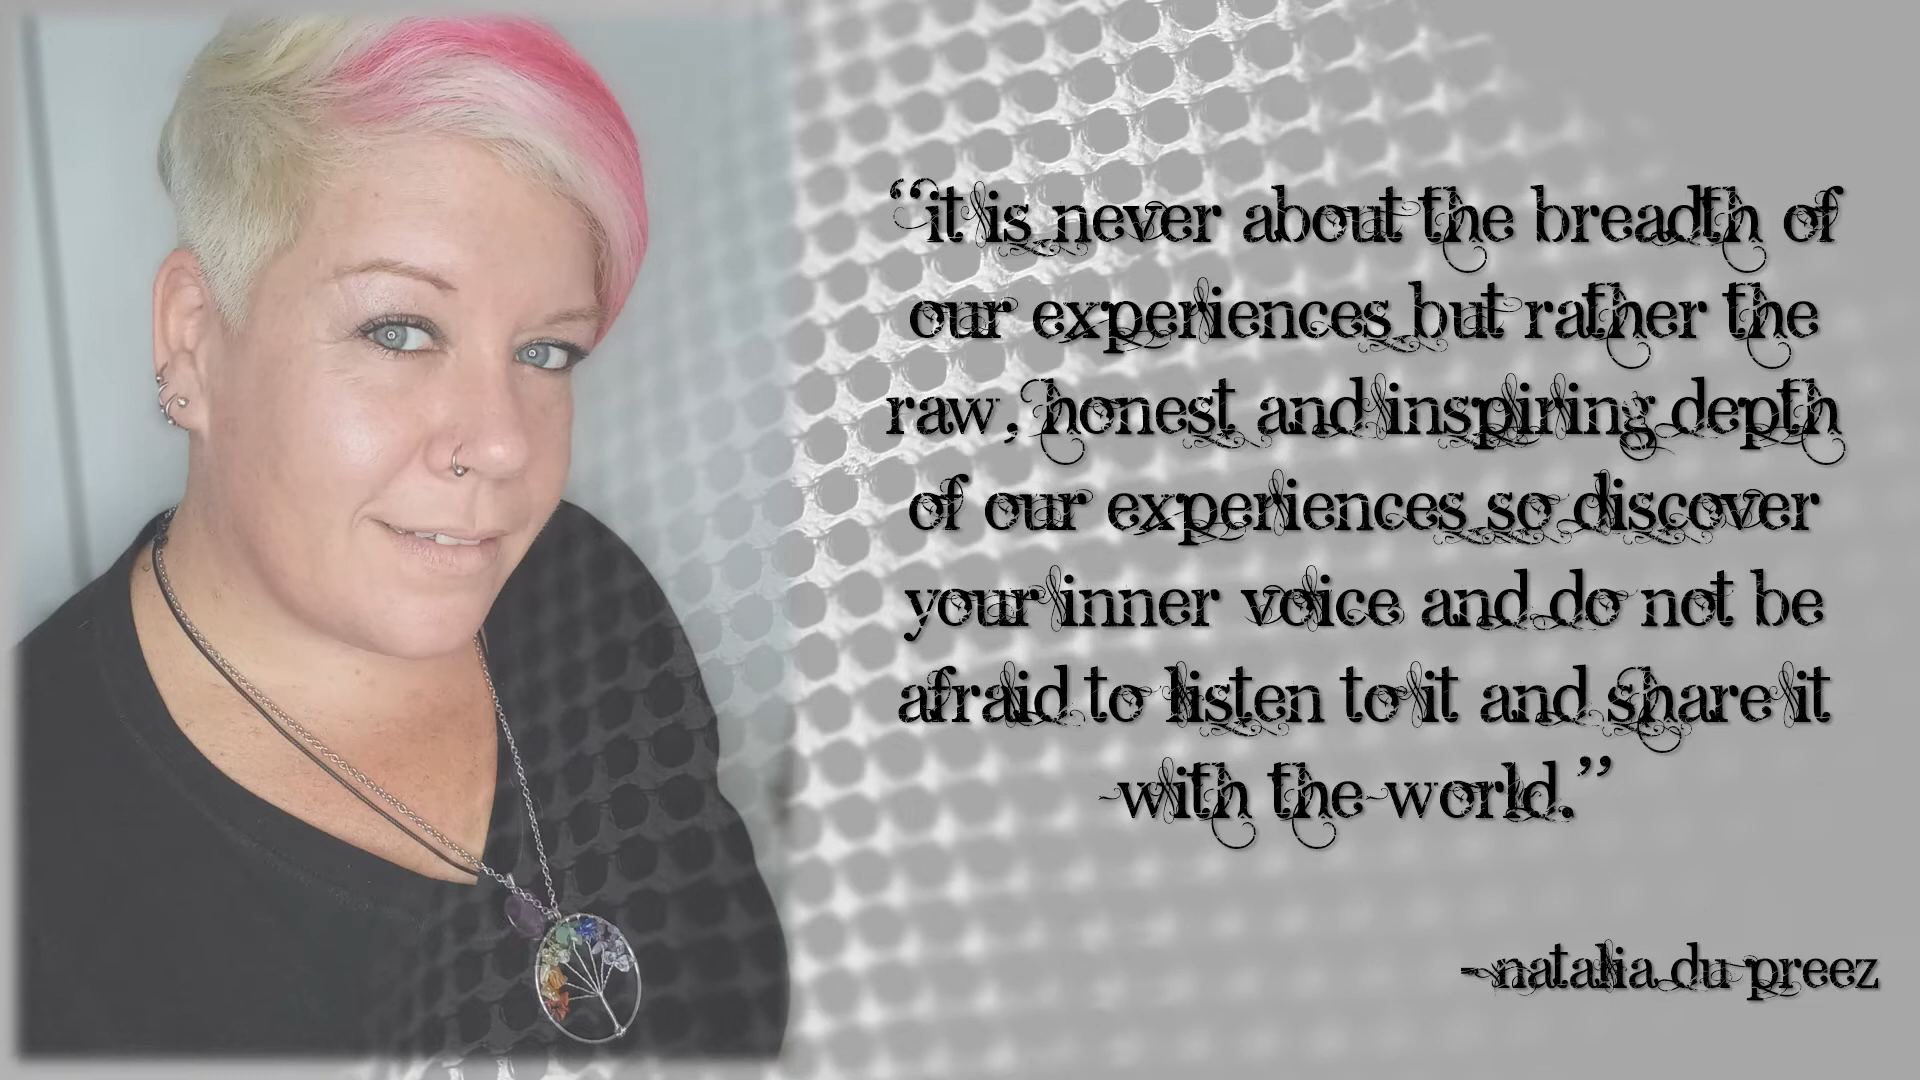 “it is never about the breadth of
our experiences but rather the
raw, honest and inspiring depth
of our experiences so discover
your inner voice and do not be
afraid to listen to it and share it
with the world.”
- natalia du preez